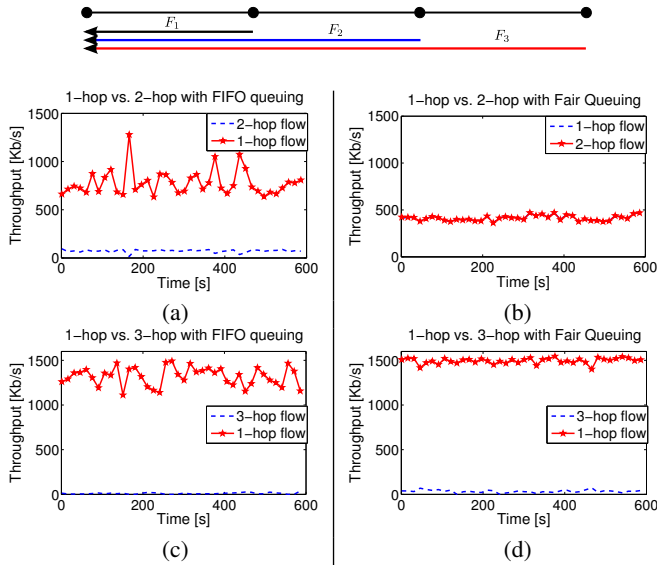 F1
F2
F3
1-hop vs. 2-hop with FIFO queuing
1500
1000
500
0
0
200
400
600
Throughput [Kb/s]
Time [s]
2-hop flow
1-hop flow
(a)
1-hop vs. 2-hop with Fair Queuing
1500
1000
500
0
0
200
400
600
Throughput [Kb/s]
Time [s]
1-hop flow
2-hop flow
(b)
1-hop vs. 3-hop with FIFO queuing
1500
1000
500
0
0
200
400
600
Throughput [Kb/s]
Time [s]
3-hop flow
1-hop flow
(c)
1-hop vs. 3-hop with Fair Queuing
1500
1000
500
0
0
200
400
600
Throughput [Kb/s]
Time [s]
3-hop flow
1-hop flow
(d)